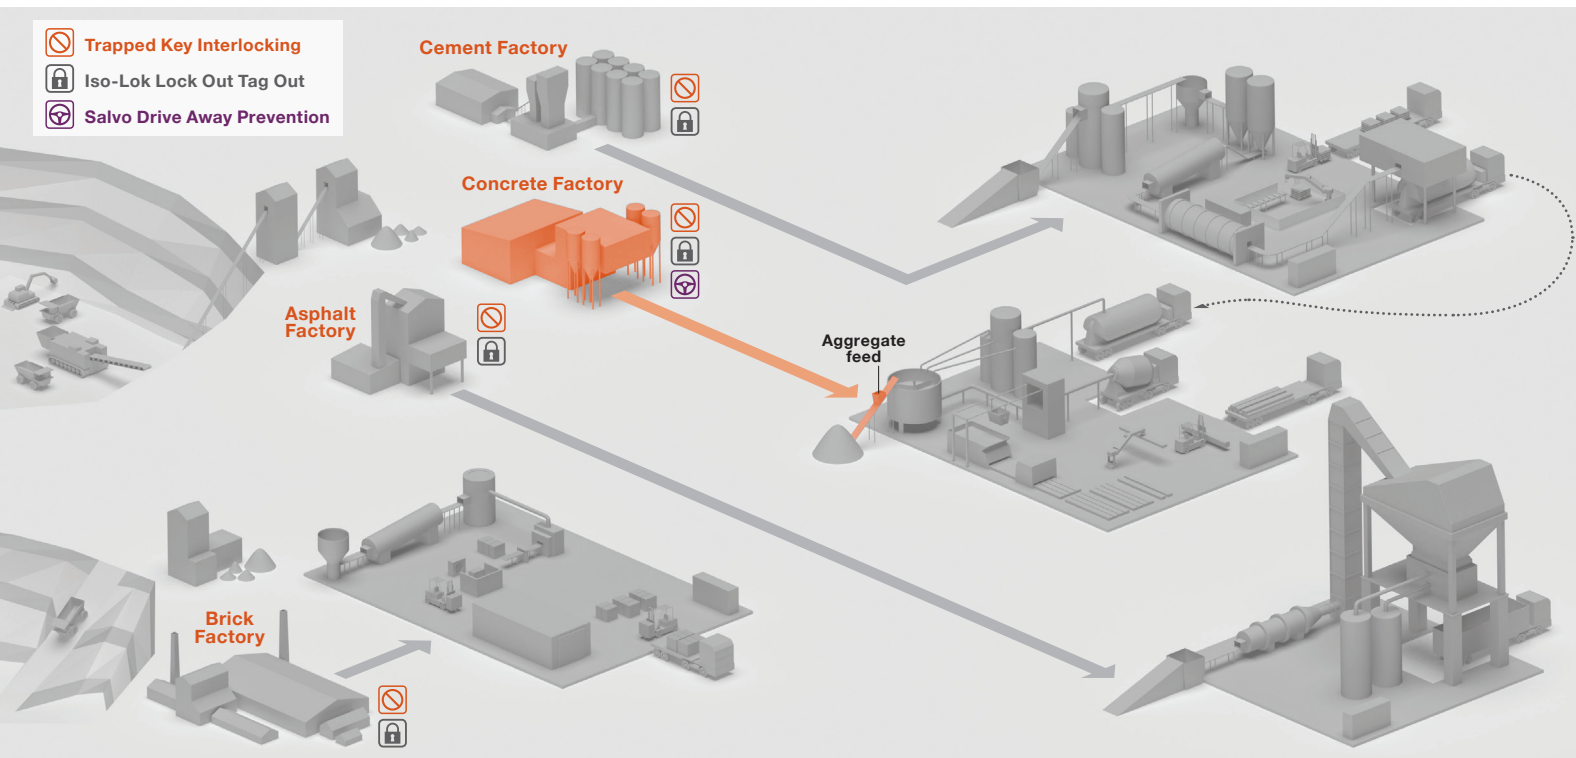 Trapped Key Interlocking
Iso-Lok Lock Out Tag Out
Salvo Drive Away Prevention
Cement Factory
Concrete Factory
Asphalt
Factory
Aggregate
feed
Brick
Factory